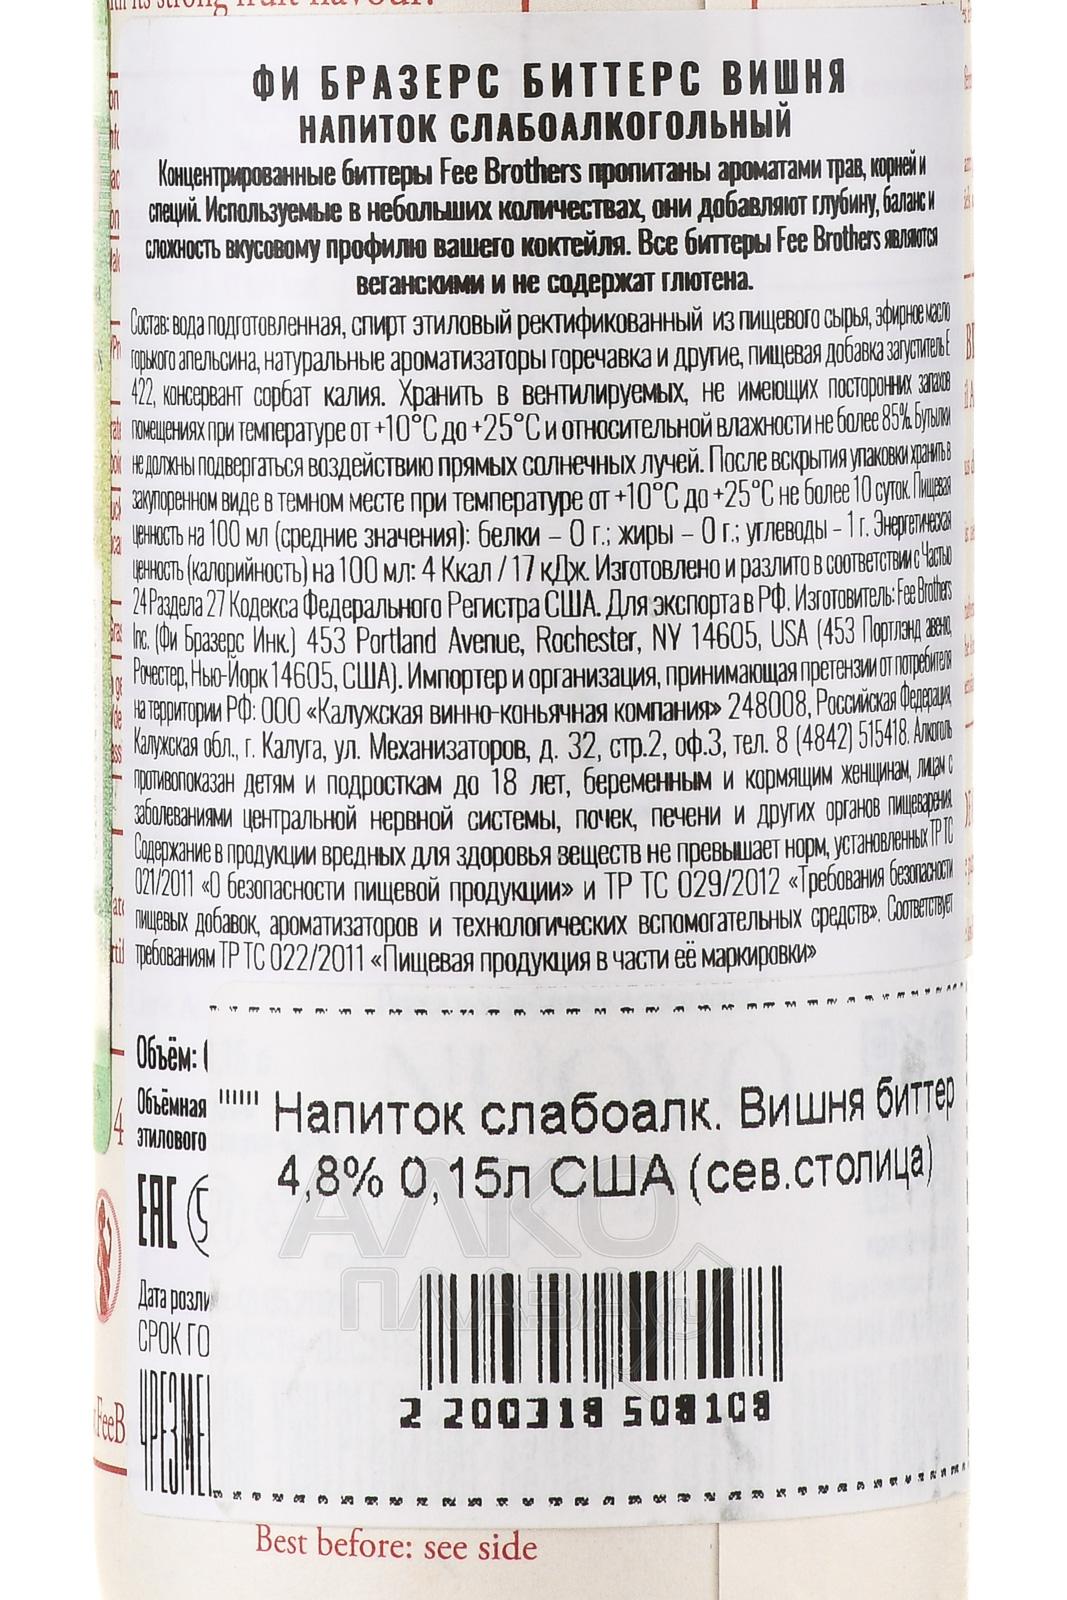 with its strong fruit flavour.
ФИ БРАЗЕРС БИТТЕРС ВИШНЯ
НАПИТОК СЛАБОАЛКОГОЛЬНЫЙ
Концентрированные биттеры Fee Brothers пропитаны ароматами трав, корней и
специй. Используемые в небольших количествах, они добавляют глубину, баланс и
сложность вкусовому профилю вашего коктейля. Все биттеры Fee Brothers являются
веганскими и не содержат глютена.
Состав: вода подготовленная, спирт этиловый ректификованный из пищевого сырья, эфирное масло
горького апельсина, натуральные ароматизаторы горечавка и другие, пищевая добавка загуститель Е
422, консервант сорбат калия. Хранить в вентилируемых, не имеющих посторонних запахов
помещениях при температуре от +10°С до +25°С и относительной влажности не более 85%. Бутылки
не должны подвергаться воздействию прямых солнечных лучей. После вскрытия упаковки хранить в
закупоренном виде в темном месте при температуре от +10°С до +25°С не более 10 суток. Пищевая
ценность на 100 мл (средние значения): белки – 0 г.; жиры – 0 г.; углеводы – 1 г. Энергетическая
ценность (калорийность) на 100 мл: 4 Ккал / 17 кДж. Изготовлено и разлито в соответствии с Частью
24 Раздела 27 Кодекса Федерального Регистра США. Для экспорта в РФ. Изготовитель: Fee Brothers
Inc. (Фи Бразерс Инк.) 453 Portland Avenue, Rochester, NY 14605, USA (453 Портлэнд авеню,
Рочестер, Нью-Йорк 14605, США). Импортер и организация, принимающая претензии от потребителя
на территории РФ: ООО «Калужская винно-коньячная компания» 248008, Российская Федерация,
Калужская обл., г. Калуга, ул. Механизаторов, д. 32, стр.2, оф.3, тел. 8 (4842) 515418. Алкоголь
противопоказан детям и подросткам до 18 лет, беременным и кормящим женщинам, лицам с
заболеваниями центральной нервной системы, почек, печени и других органов пищеварения.
Содержание в продукции вредных для здоровья веществ не превышает норм, установленных ТР ТС
021/2011 «О безопасности пищевой продукции» и ТР ТС 029/2012 «Требования безопасности
пищевых добавок, ароматизаторов и технологических вспомогательных средств». Соответствует
требованиям ТР ТС 022/2011 «Пищевая продукция в части её маркировки»
Объём:
Объёмная
этилового
EAC
Дата розли
СРОК ГО
ЧРЕЗМЕ
"""" Напиток слабоалк. Вишня биттер
4,8% 0,15л США (сев.столица)
АЛКО
ПЛАЗА
2 200318 508108
FeeB
Best before: see side